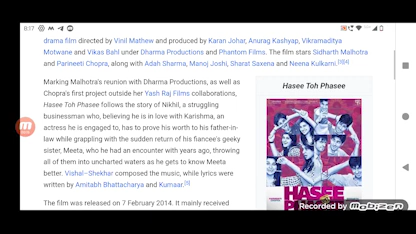 8:17
drama film directed by Vinil Mathew and produced by Karan Johar, Anurag Kashyap, Vikramaditya
Motwane and Vikas Bahl under Dharma Productions and Phantom Films. The film stars Sidharth Malhotra
and Parineeti Chopra, along with Adah Sharma, Manoj Joshi, Sharat Saxena and Neena Kulkarni.[3][4]
Marking Malhotra's reunion with Dharma Productions, as well as
Chopra's first project outside her Yash Raj Films collaborations,
Hasee Toh Phasee follows the story of Nikhil, a struggling
businessman who, believing he is in love with Karishma, an
actress he is engaged to, has to prove his worth to his father-in-
law while grappling with the sudden return of his fiancée's geeky
sister, Meeta, who he had an encounter with years ago, throwing
all of them into uncharted waters as he gets to know Meeta
better. Vishal–Shekhar composed the music, while lyrics were
written by Amitabh Bhattacharya and Kumaar.[5]
The film was released on 7 February 2014. It mainly received
Hasee Toh Phasee
HASEE
Recorded by Mobizen